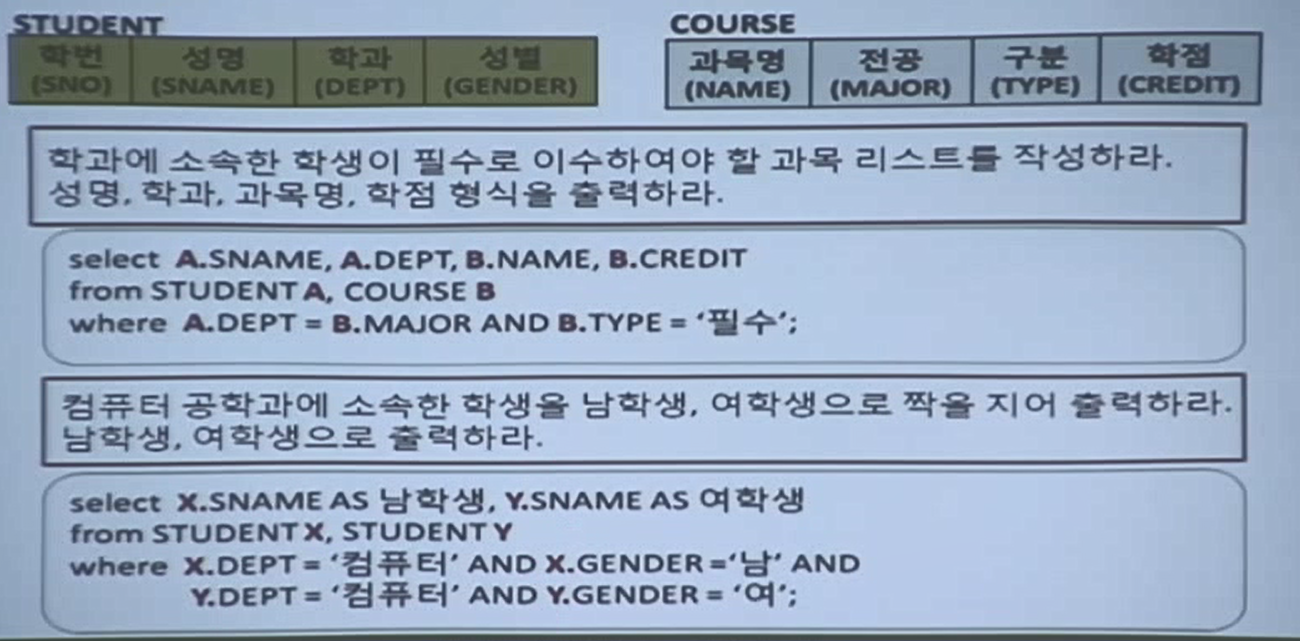 STUDENT
학번 성명 학과 성별
(SNO) (SNAME) (DEPT) (GENDER)
COURSE
과목명 전공 구분 학점
(NAME) (MAJOR) (TYPE) (CREDIT)
학과에 소속한 학생이 필수로 이수하여야 할 과목 리스트를 작성하라.
성명, 학과, 과목명, 학점 형식을 출력하라.
select A.SNAME, A.DEPT, B.NAME, B.CREDIT
from STUDENT A, COURSE B
where A.DEPT = B.MAJOR AND B.TYPE = ‘필수’;
컴퓨터 공학과에 소속한 학생을 남학생, 여학생으로 짝을 지어 출력하라.
남학생, 여학생으로 출력하라.
select X.SNAME AS 남학생, Y.SNAME AS 여학생
from STUDENT X, STUDENT Y
where X.DEPT = ‘컴퓨터’ AND X.GENDER =‘남’ AND
Y.DEPT = ‘컴퓨터’ AND Y.GENDER = ‘여’;